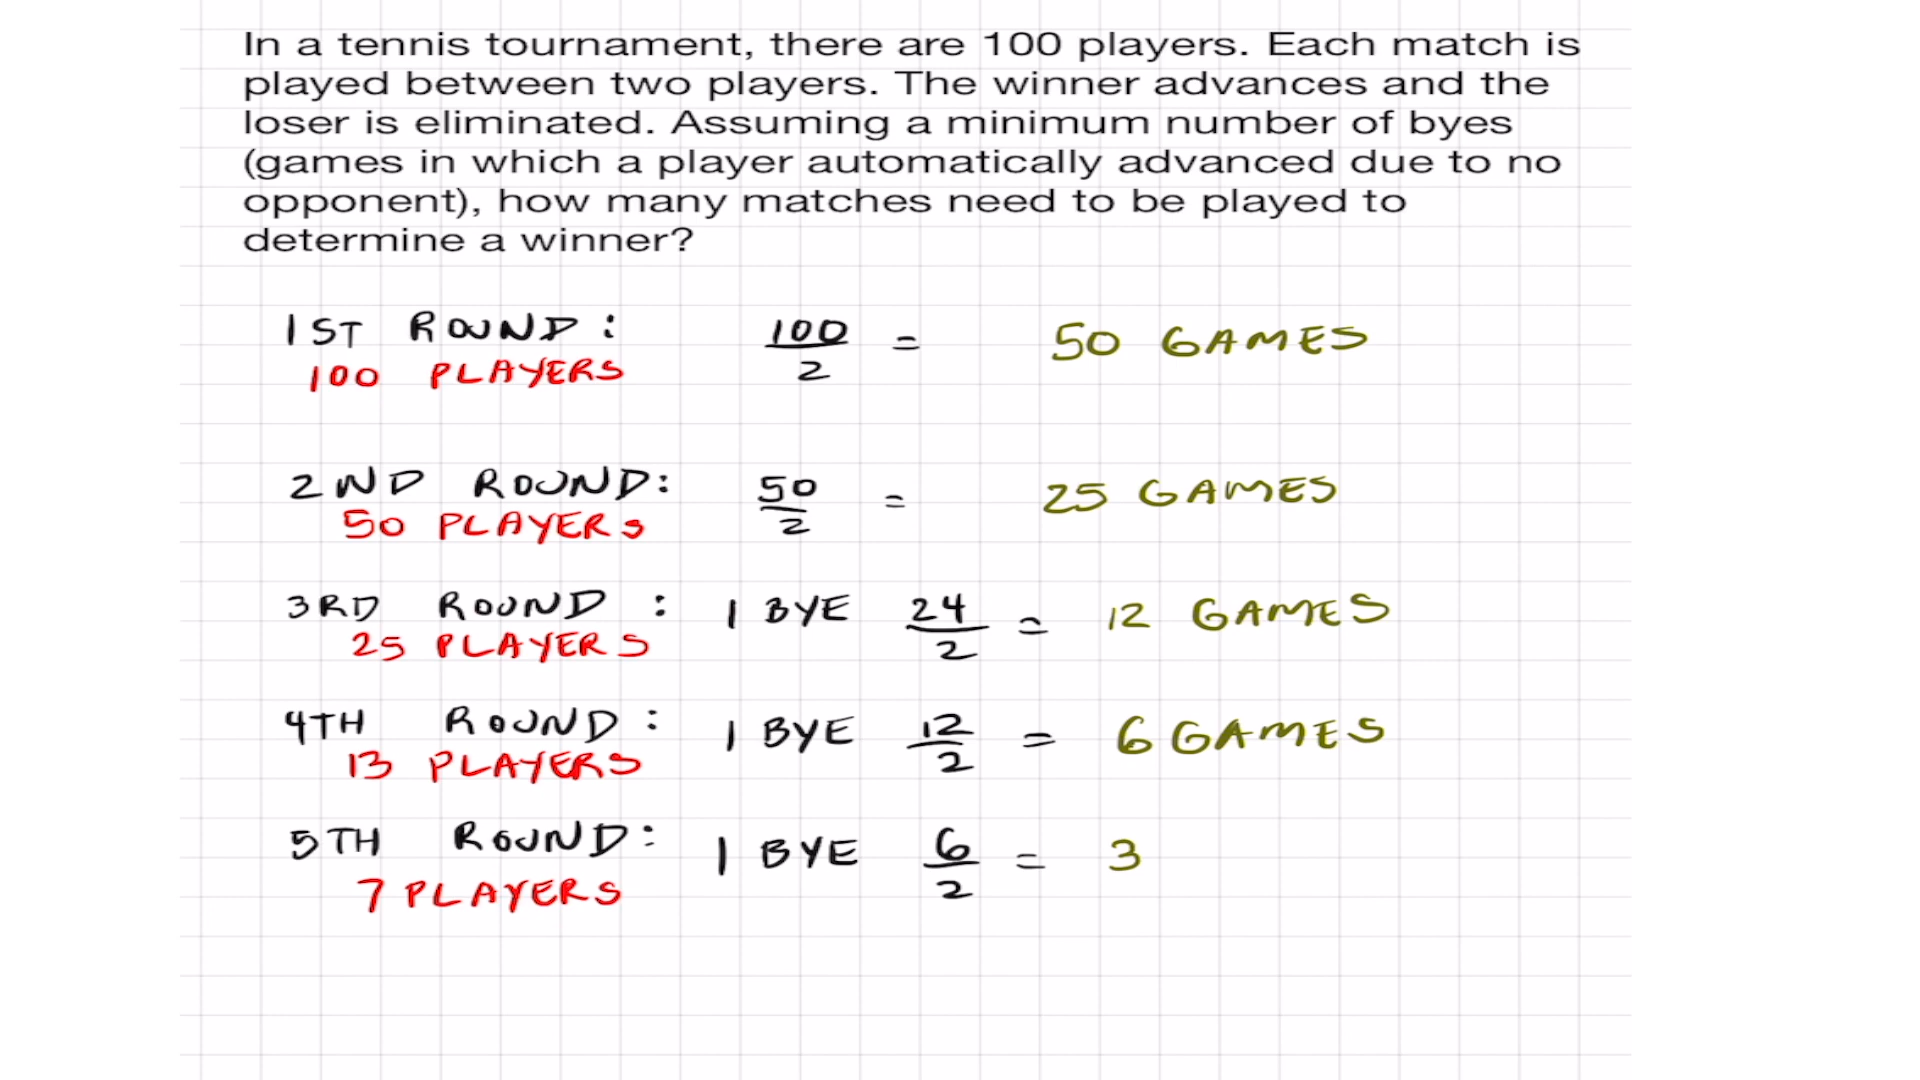 In a tennis tournament, there are 100 players. Each match is
played between two players. The winner advances and the
loser is eliminated. Assuming a minimum number of byes
(games in which a player automatically advanced due to no
opponent), how many matches need to be played to
determine a winner?
1ST ROUND: 100/2 = 50 GAMES
100 PLAYERS
2ND ROUND: 50/2 = 25 GAMES
50 PLAYERS
3RD ROUND: 1 BYE 24/2 = 12 GAMES
25 PLAYERS
4TH ROUND: 1 BYE 12/2 = 6 GAMES
13 PLAYERS
5TH ROUND: 1 BYE 6/2 = 3
7 PLAYERS